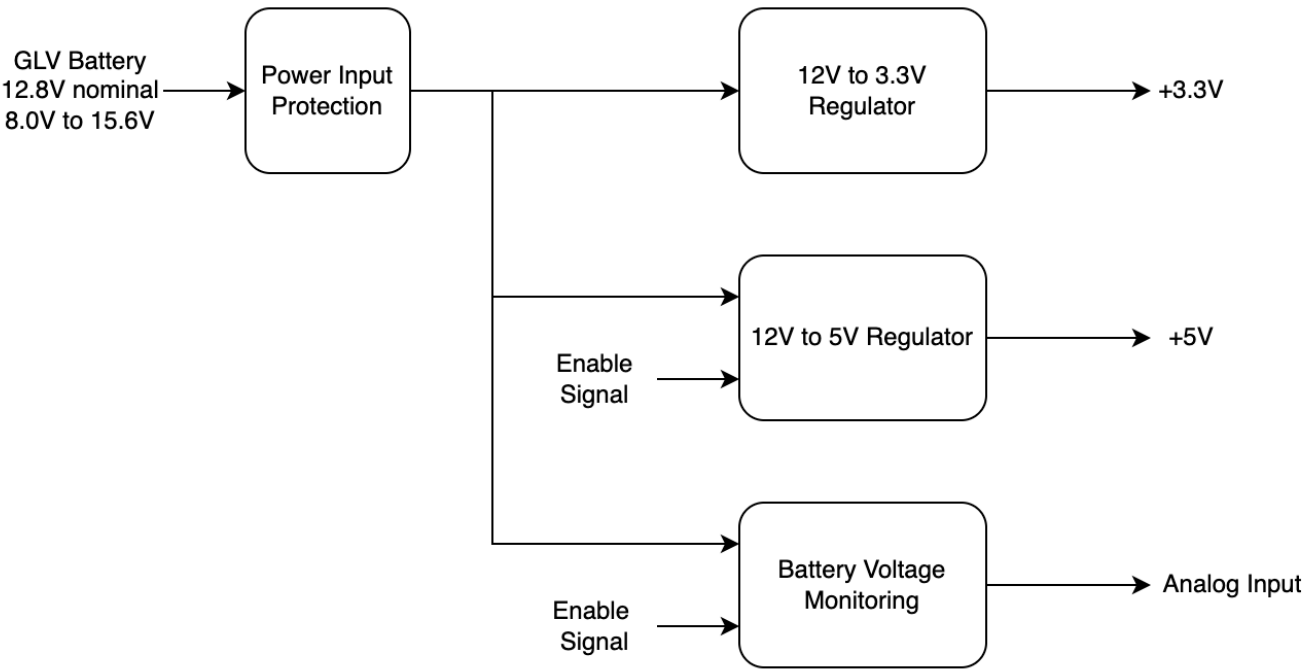 GLV Battery
12.8V nominal
8.0V to 15.6V
Power Input
Protection
12V to 3.3V
Regulator
+3.3V
12V to 5V Regulator
+5V
Enable
Signal
Battery Voltage
Monitoring
Analog Input
Enable
Signal